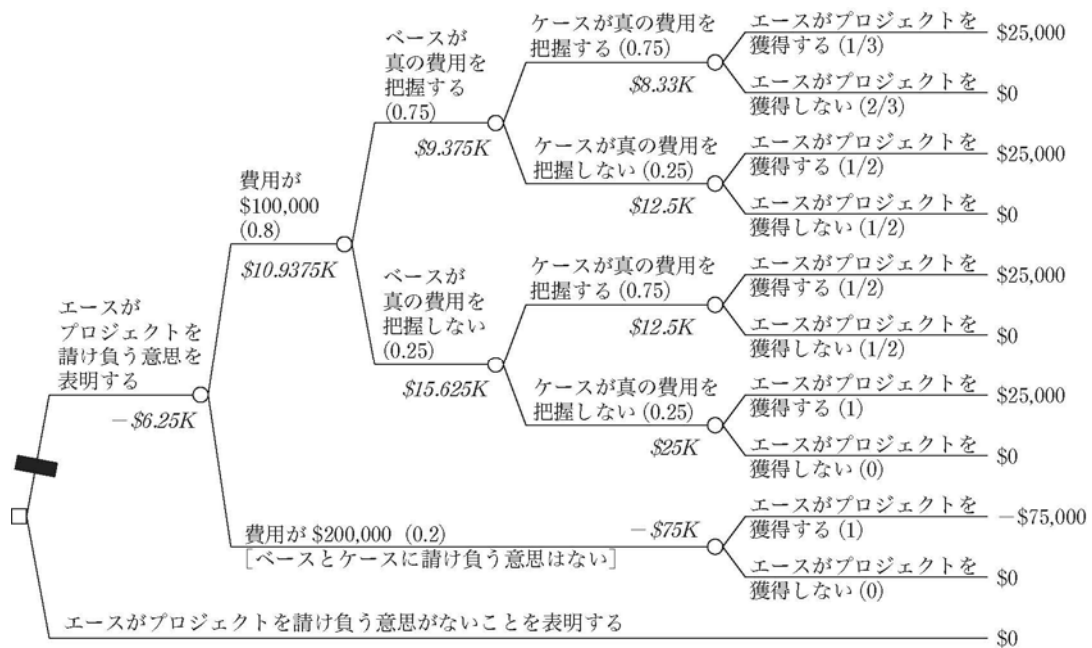 ベースが
真の費用を
把握する
(0.75)
$9.375K
ケースが真の費用を
把握する (0.75)
$8.33K
エースがプロジェクトを
獲得する (1/3)
$25,000
エースがプロジェクトを
獲得しない (2/3)
$0
ケースが真の費用を
把握しない (0.25)
$12.5K
エースがプロジェクトを
獲得する (1/2)
$25,000
エースがプロジェクトを
獲得しない (1/2)
$0
費用が
$100,000
(0.8)
$10.9375K
ベースが
真の費用を
把握しない
(0.25)
$15.625K
ケースが真の費用を
把握する (0.75)
$12.5K
エースがプロジェクトを
獲得する (1/2)
$25,000
エースがプロジェクトを
獲得しない (1/2)
$0
ケースが真の費用を
把握しない (0.25)
$25K
エースがプロジェクトを
獲得する (1)
$25,000
エースがプロジェクトを
獲得しない (0)
$0
エースが
プロジェクトを
請け負う意思を
表明する
－$6.25K
費用が $200,000 (0.2)
[ベースとケースに請け負う意思はない]
－$75K
エースがプロジェクトを
獲得する (1)
－$75,000
エースがプロジェクトを
獲得しない (0)
$0
エースがプロジェクトを請け負う意思がないことを表明する
$0